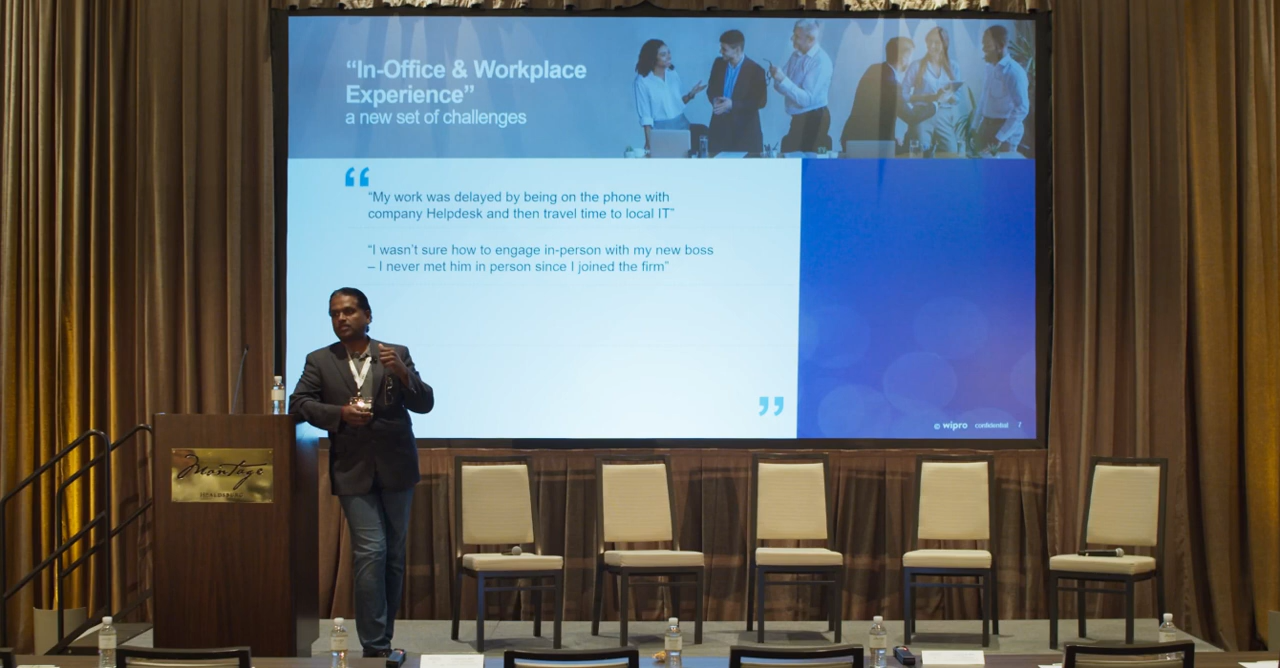 “In-Office & Workplace
Experience”
a new set of challenges
“My work was delayed by being on the phone with
company Helpdesk and then travel time to local IT”
“I wasn’t sure how to engage in-person with my new boss
– I never met him in person since I joined the firm”
© wipro confidential 7
Montage
HEALDSBURG